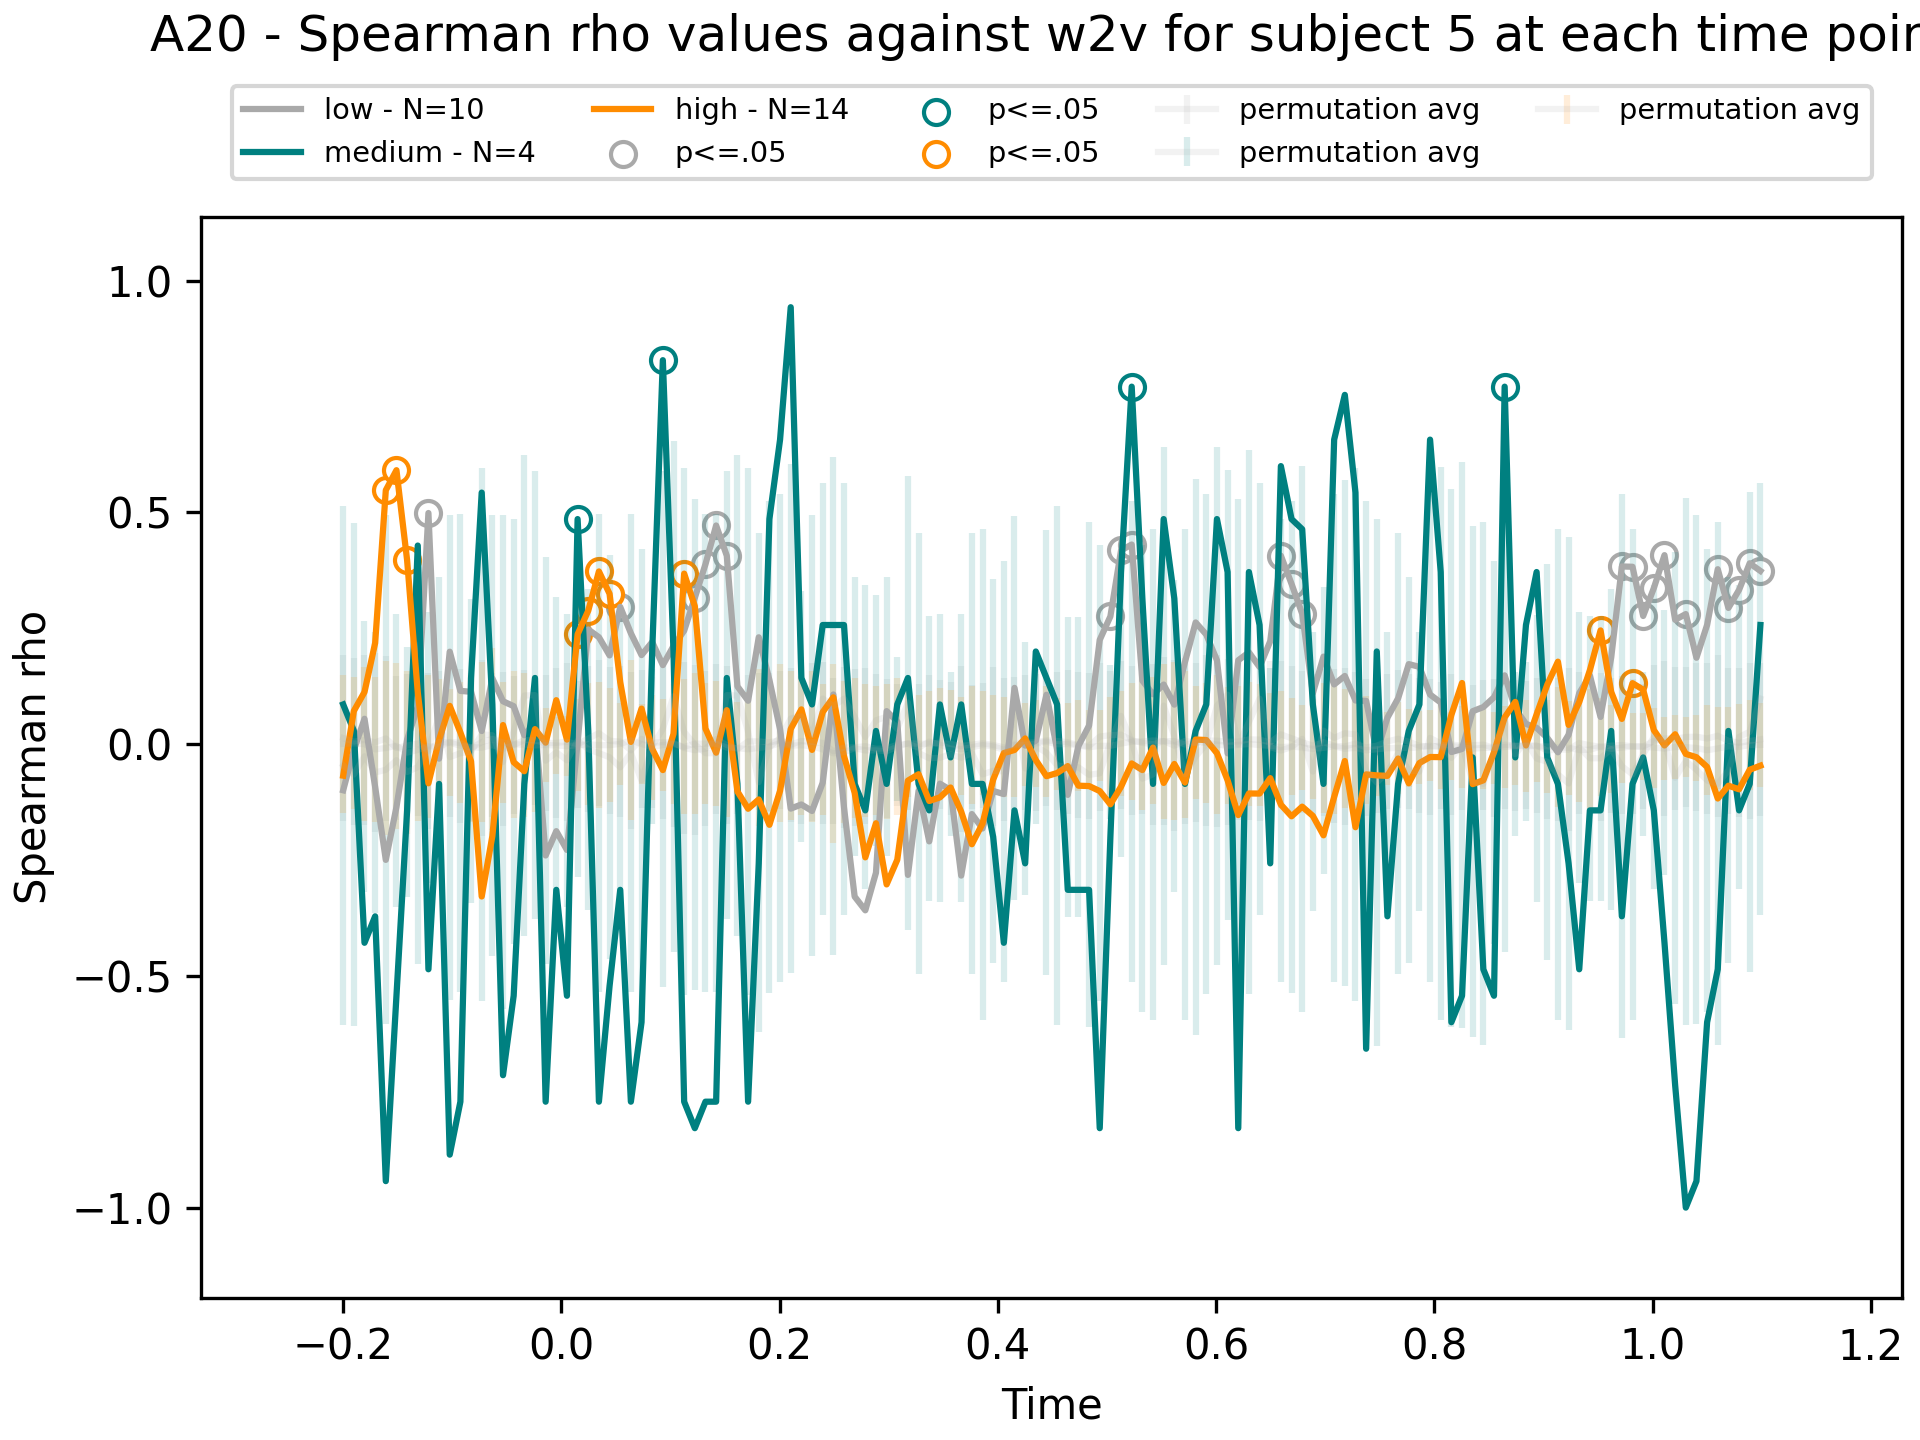 A20 - Spearman rho values against w2v for subject 5 at each time
low - N=10
medium - N=4
high - N=14
p<=.05
p<=.05
p<=.05
permutation avg
permutation avg
permutation avg
Spearman rho
1.0
0.5
0.0
−0.5
−1.0
−0.2
0.0
0.2
0.4
0.6
0.8
1.0
1.2
Time